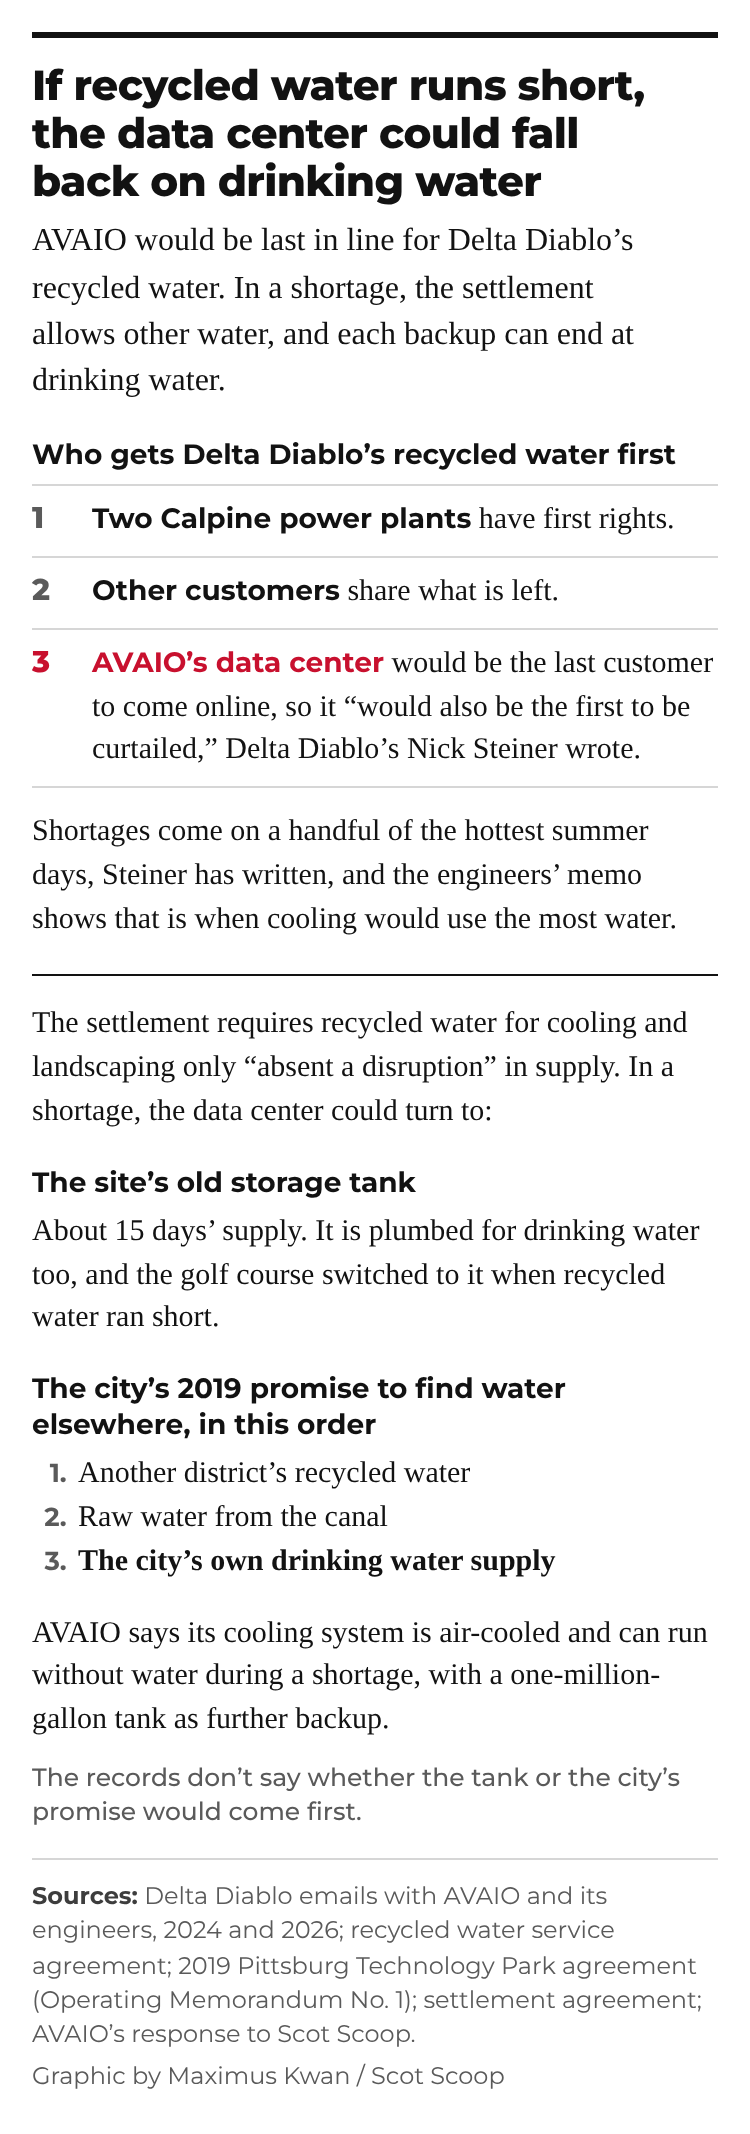 If recycled water runs short,
the data center could fall
back on drinking water
AVAIO would be last in line for Delta Diablo’s
recycled water. In a shortage, the settlement
allows other water, and each backup can end at
drinking water.
Who gets Delta Diablo’s recycled water first
1 Two Calpine power plants have first rights.
2 Other customers share what is left.
3 AVAIO’s data center would be the last customer
to come online, so it “would also be the first to be
curtailed,” Delta Diablo’s Nick Steiner wrote.
Shortages come on a handful of the hottest summer
days, Steiner has written, and the engineers’ memo
shows that is when cooling would use the most water.
The settlement requires recycled water for cooling and
landscaping only “absent a disruption” in supply. In a
shortage, the data center could turn to:
The site’s old storage tank
About 15 days’ supply. It is plumbed for drinking water
too, and the golf course switched to it when recycled
water ran short.
The city’s 2019 promise to find water
elsewhere, in this order
1. Another district’s recycled water
2. Raw water from the canal
3. The city’s own drinking water supply
AVAIO says its cooling system is air-cooled and can run
without water during a shortage, with a one-million-
gallon tank as further backup.
The records don’t say whether the tank or the city’s
promise would come first.
Sources: Delta Diablo emails with AVAIO and its
engineers, 2024 and 2026; recycled water service
agreement; 2019 Pittsburg Technology Park agreement
(Operating Memorandum No. 1); settlement agreement;
AVAIO’s response to Scot Scoop.
Graphic by Maximus Kwan / Scot Scoop